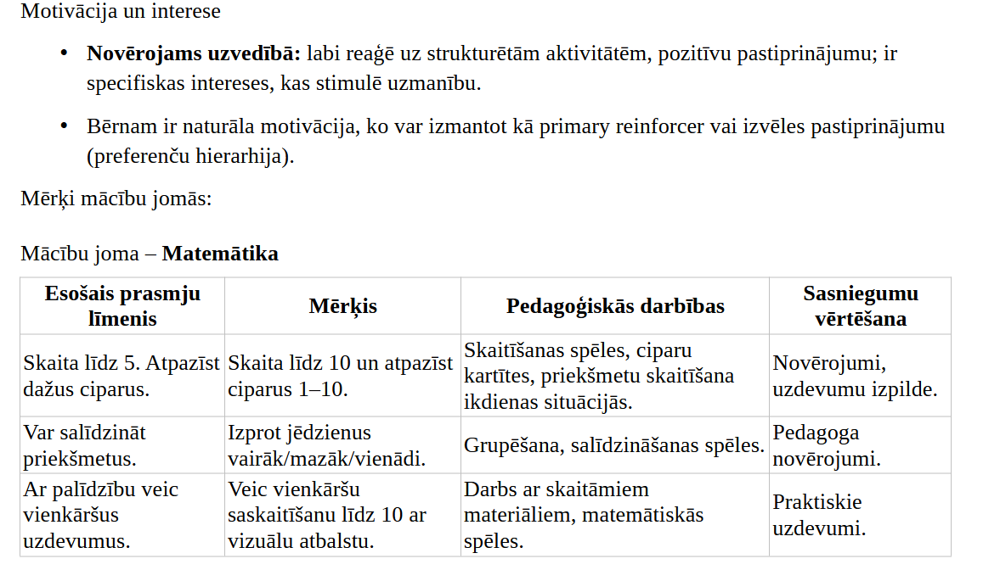 Motivācija un interese
• Novērojams uzvedībā: labi reaģē uz strukturētām aktivitātēm, pozitīvu pastiprinājumu; ir
specifiskas intereses, kas stimulē uzmanību.
• Bērnam ir naturāla motivācija, ko var izmantot kā primary reinforcer vai izvēles pastiprinājumu
(preferenču hierarhija).
Mērķi mācību jomās:
Mācību joma – Matemātika
Esošais prasmju
līmenis
Mērķis
Pedagoģiskās darbības
Sasniegumu
vērtēšana
Skaita līdz 5. Atpazīst
dažus ciparus.
Skaita līdz 10 un atpazīst
ciparus 1–10.
Skaitīšanas spēles, ciparu
kartītes, priekšmetu skaitīšana
ikdienas situācijās.
Novērojumi,
uzdevumu izpilde.
Var salīdzināt
priekšmetus.
Izprot jēdzienus
vairāk/mazāk/vienādi.
Grupēšana, salīdzināšanas spēles.
Pedagoga
novērojumi.
Ar palīdzību veic
vienkāršus
uzdevumus.
Veic vienkāršu
saskaitīšanu līdz 10 ar
vizuālu atbalstu.
Darbs ar skaitāmiem
materiāliem, matemātiskās
spēles.
Praktiskie
uzdevumi.